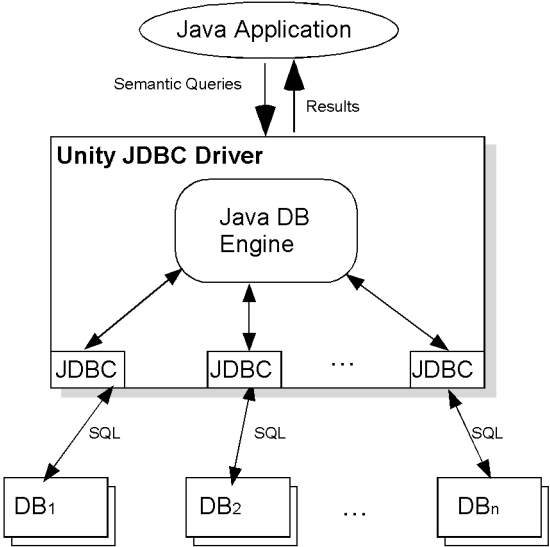 Java Application
Semantic Queries
Results
Unity JDBC Driver
Java DB
Engine
JDBC
JDBC
...
JDBC
SQL
SQL
SQL
DB1
DB2
...
DBn